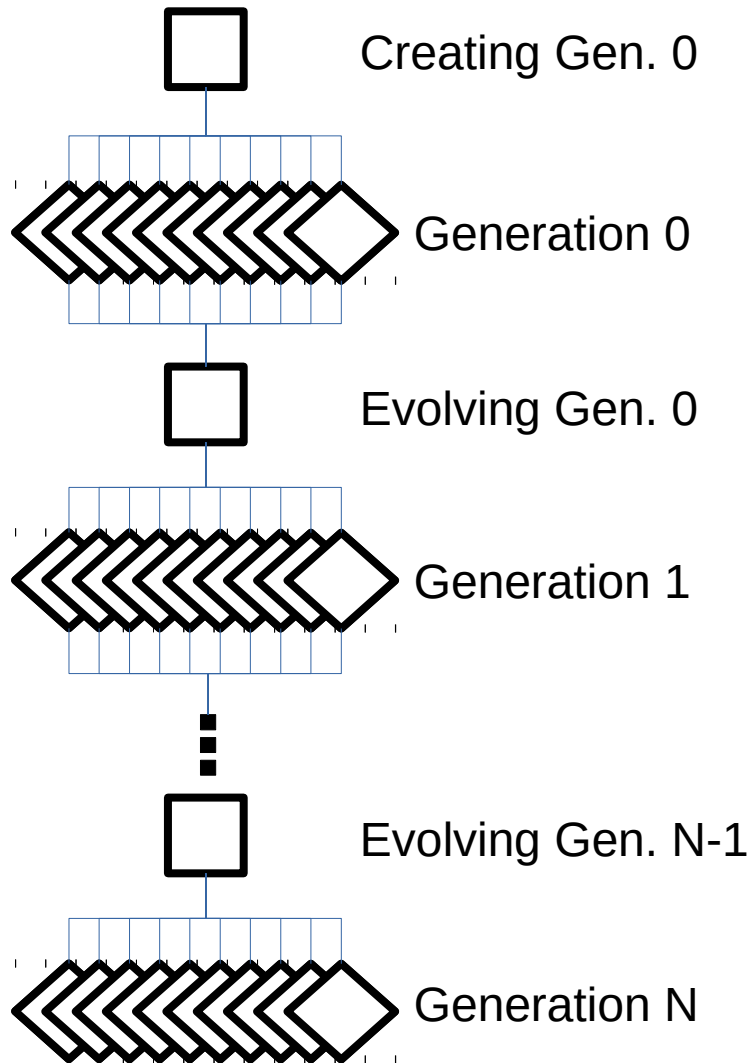 Creating Gen. 0
Generation 0
Evolving Gen. 0
Generation 1
Evolving Gen. N-1
Generation N